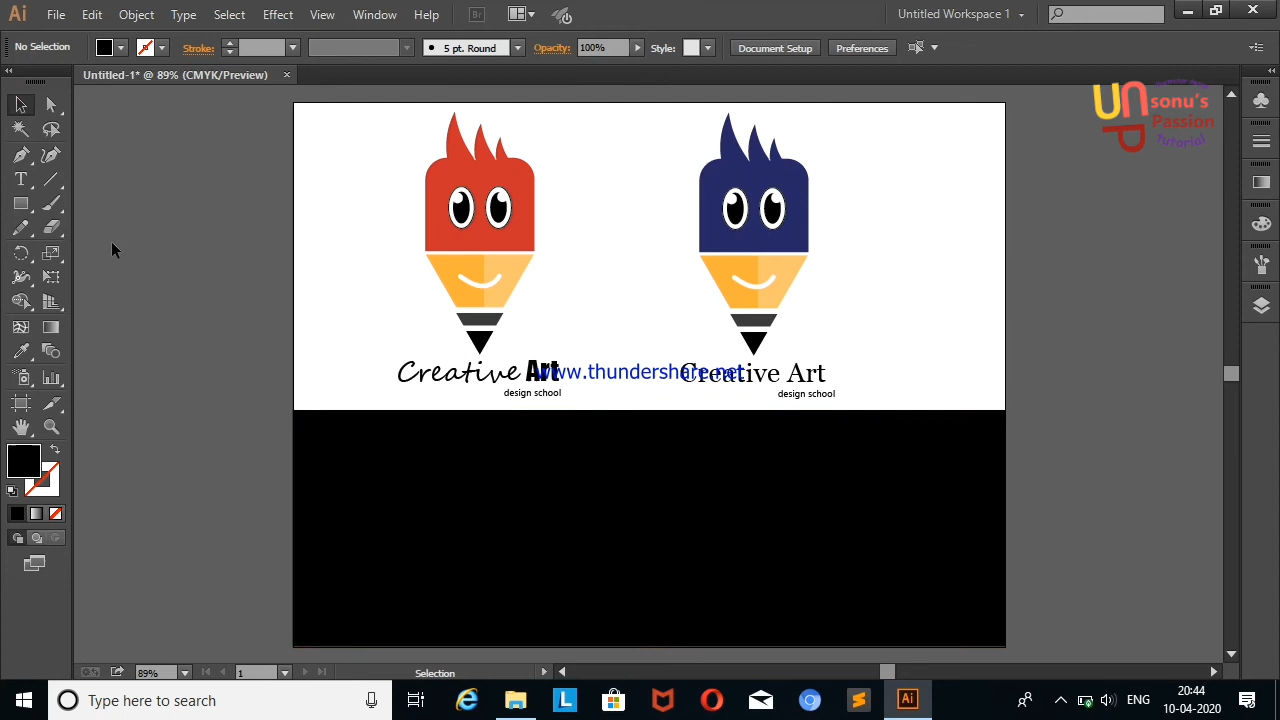 Ai File Edit Object Type Select Effect View Window Help Br Untitled Workspace 1
No Selection Stroke: 5 pt. Round Opacity: 100% Style: Document Setup Preferences
Untitled-1* @ 89% (CMYK/Preview)
UP sonu's
Passion
Tutorial
Creative Art
design school
www.thundershare.net
Creative Art
design school
89% 1 Selection
Type here to search
L
Ai
ENG
20:44
10-04-2020